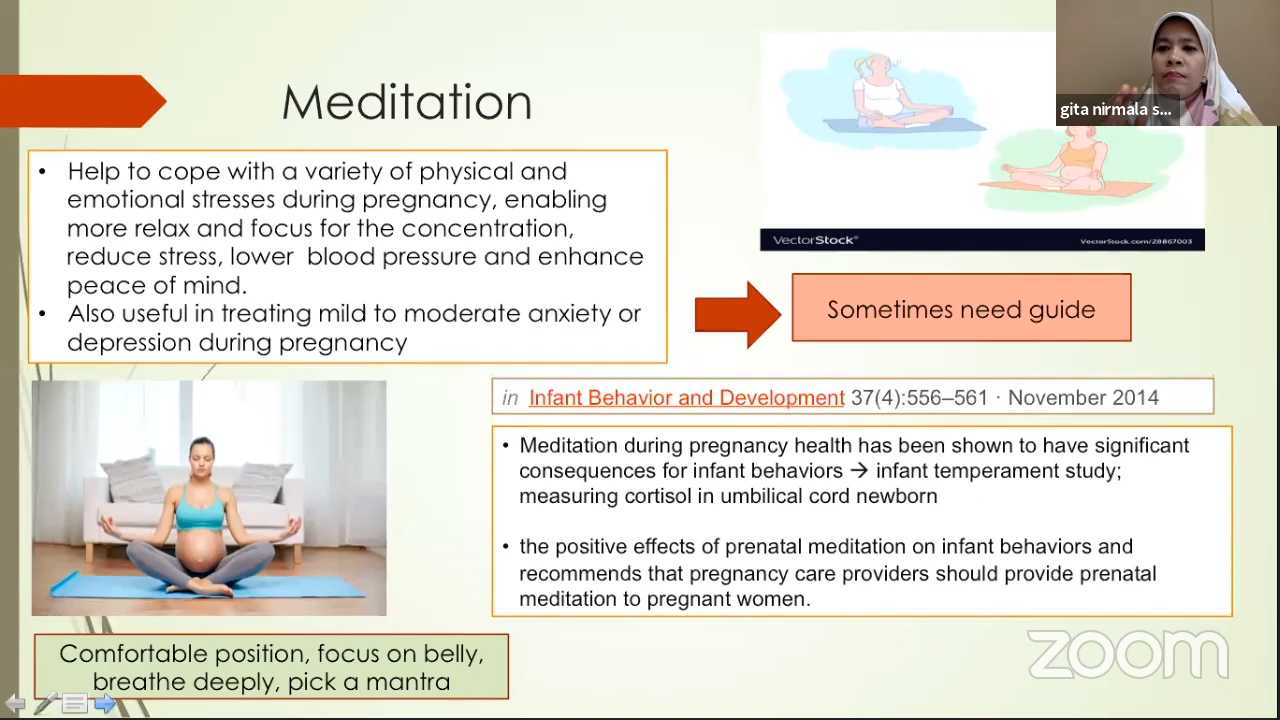 Meditation
gita nirmala s...
• Help to cope with a variety of physical and
emotional stresses during pregnancy, enabling
more relax and focus for the concentration,
reduce stress, lower blood pressure and enhance
peace of mind.
• Also useful in treating mild to moderate anxiety or
depression during pregnancy
VectorStock®
VectorStock.com/28867003
Sometimes need guide
in Infant Behavior and Development 37(4):556–561 · November 2014
• Meditation during pregnancy health has been shown to have significant
consequences for infant behaviors → infant temperament study;
measuring cortisol in umbilical cord newborn
• the positive effects of prenatal meditation on infant behaviors and
recommends that pregnancy care providers should provide prenatal
meditation to pregnant women.
Comfortable position, focus on belly,
breathe deeply, pick a mantra
zoom